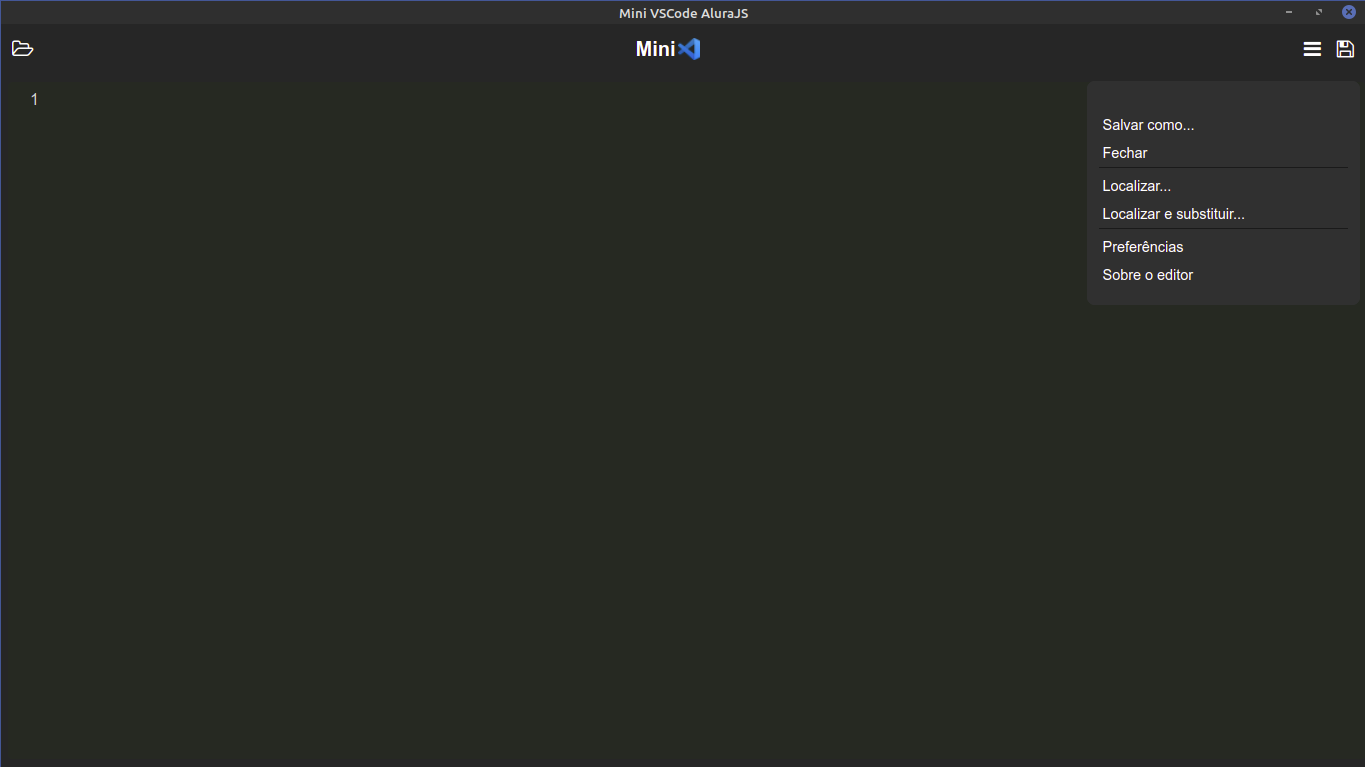 Mini VSCode AluraJS
Mini
1
Salvar como...
Fechar
Localizar...
Localizar e substituir...
Preferências
Sobre o editor